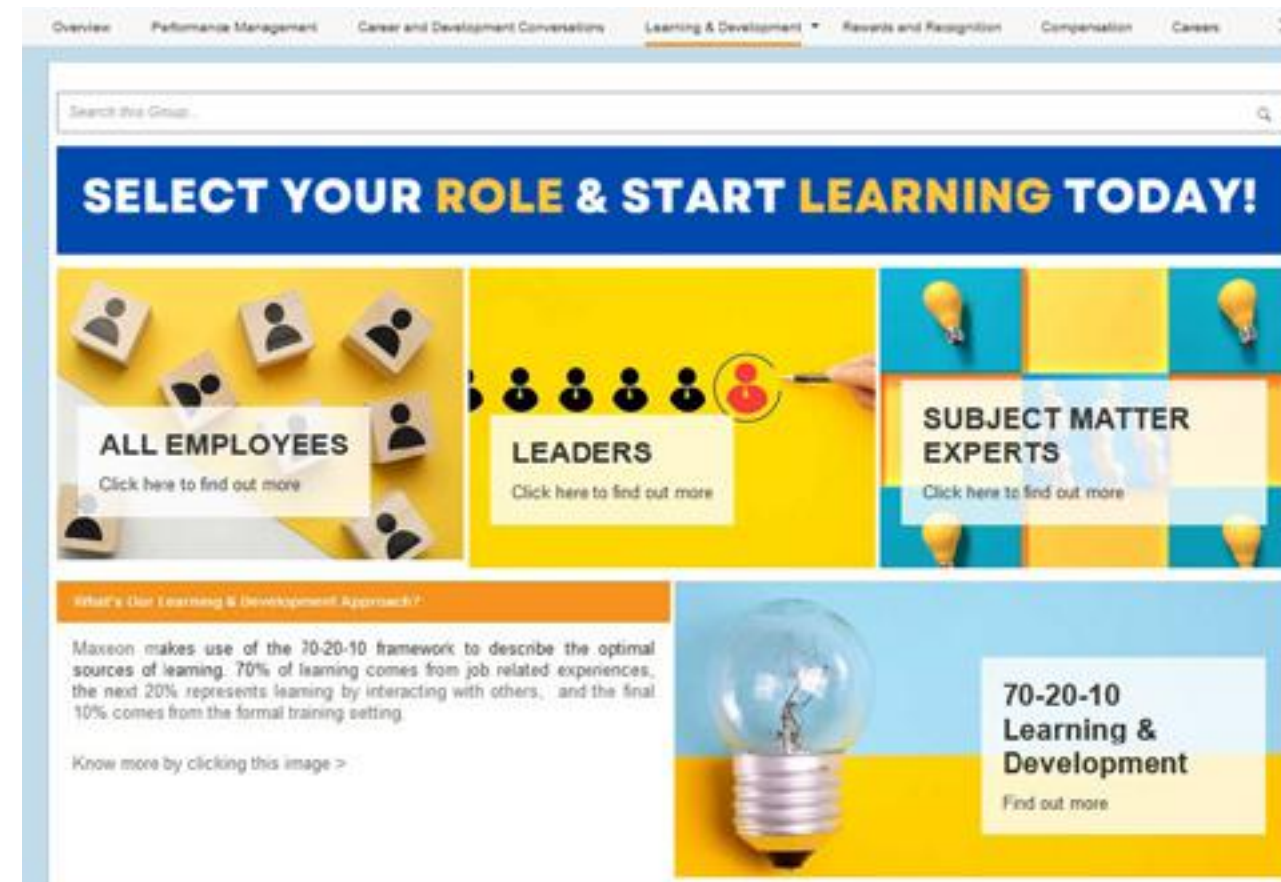 Overview Performance Management Career and Development Conversations Learning & Development Rewards and Recognition Compensation Careers
Search this Group...
SELECT YOUR ROLE & START LEARNING TODAY!
ALL EMPLOYEES
Click here to find out more
LEADERS
Click here to find out more
SUBJECT MATTER
EXPERTS
Click here to find out more
What's Our Learning & Development Approach?
Maxeon makes use of the 70-20-10 framework to describe the optimal
sources of learning. 70% of learning comes from job related experiences,
the next 20% represents learning by interacting with others, and the final
10% comes from the formal training setting.
Know more by clicking this image >
70-20-10
Learning &
Development
Find out more